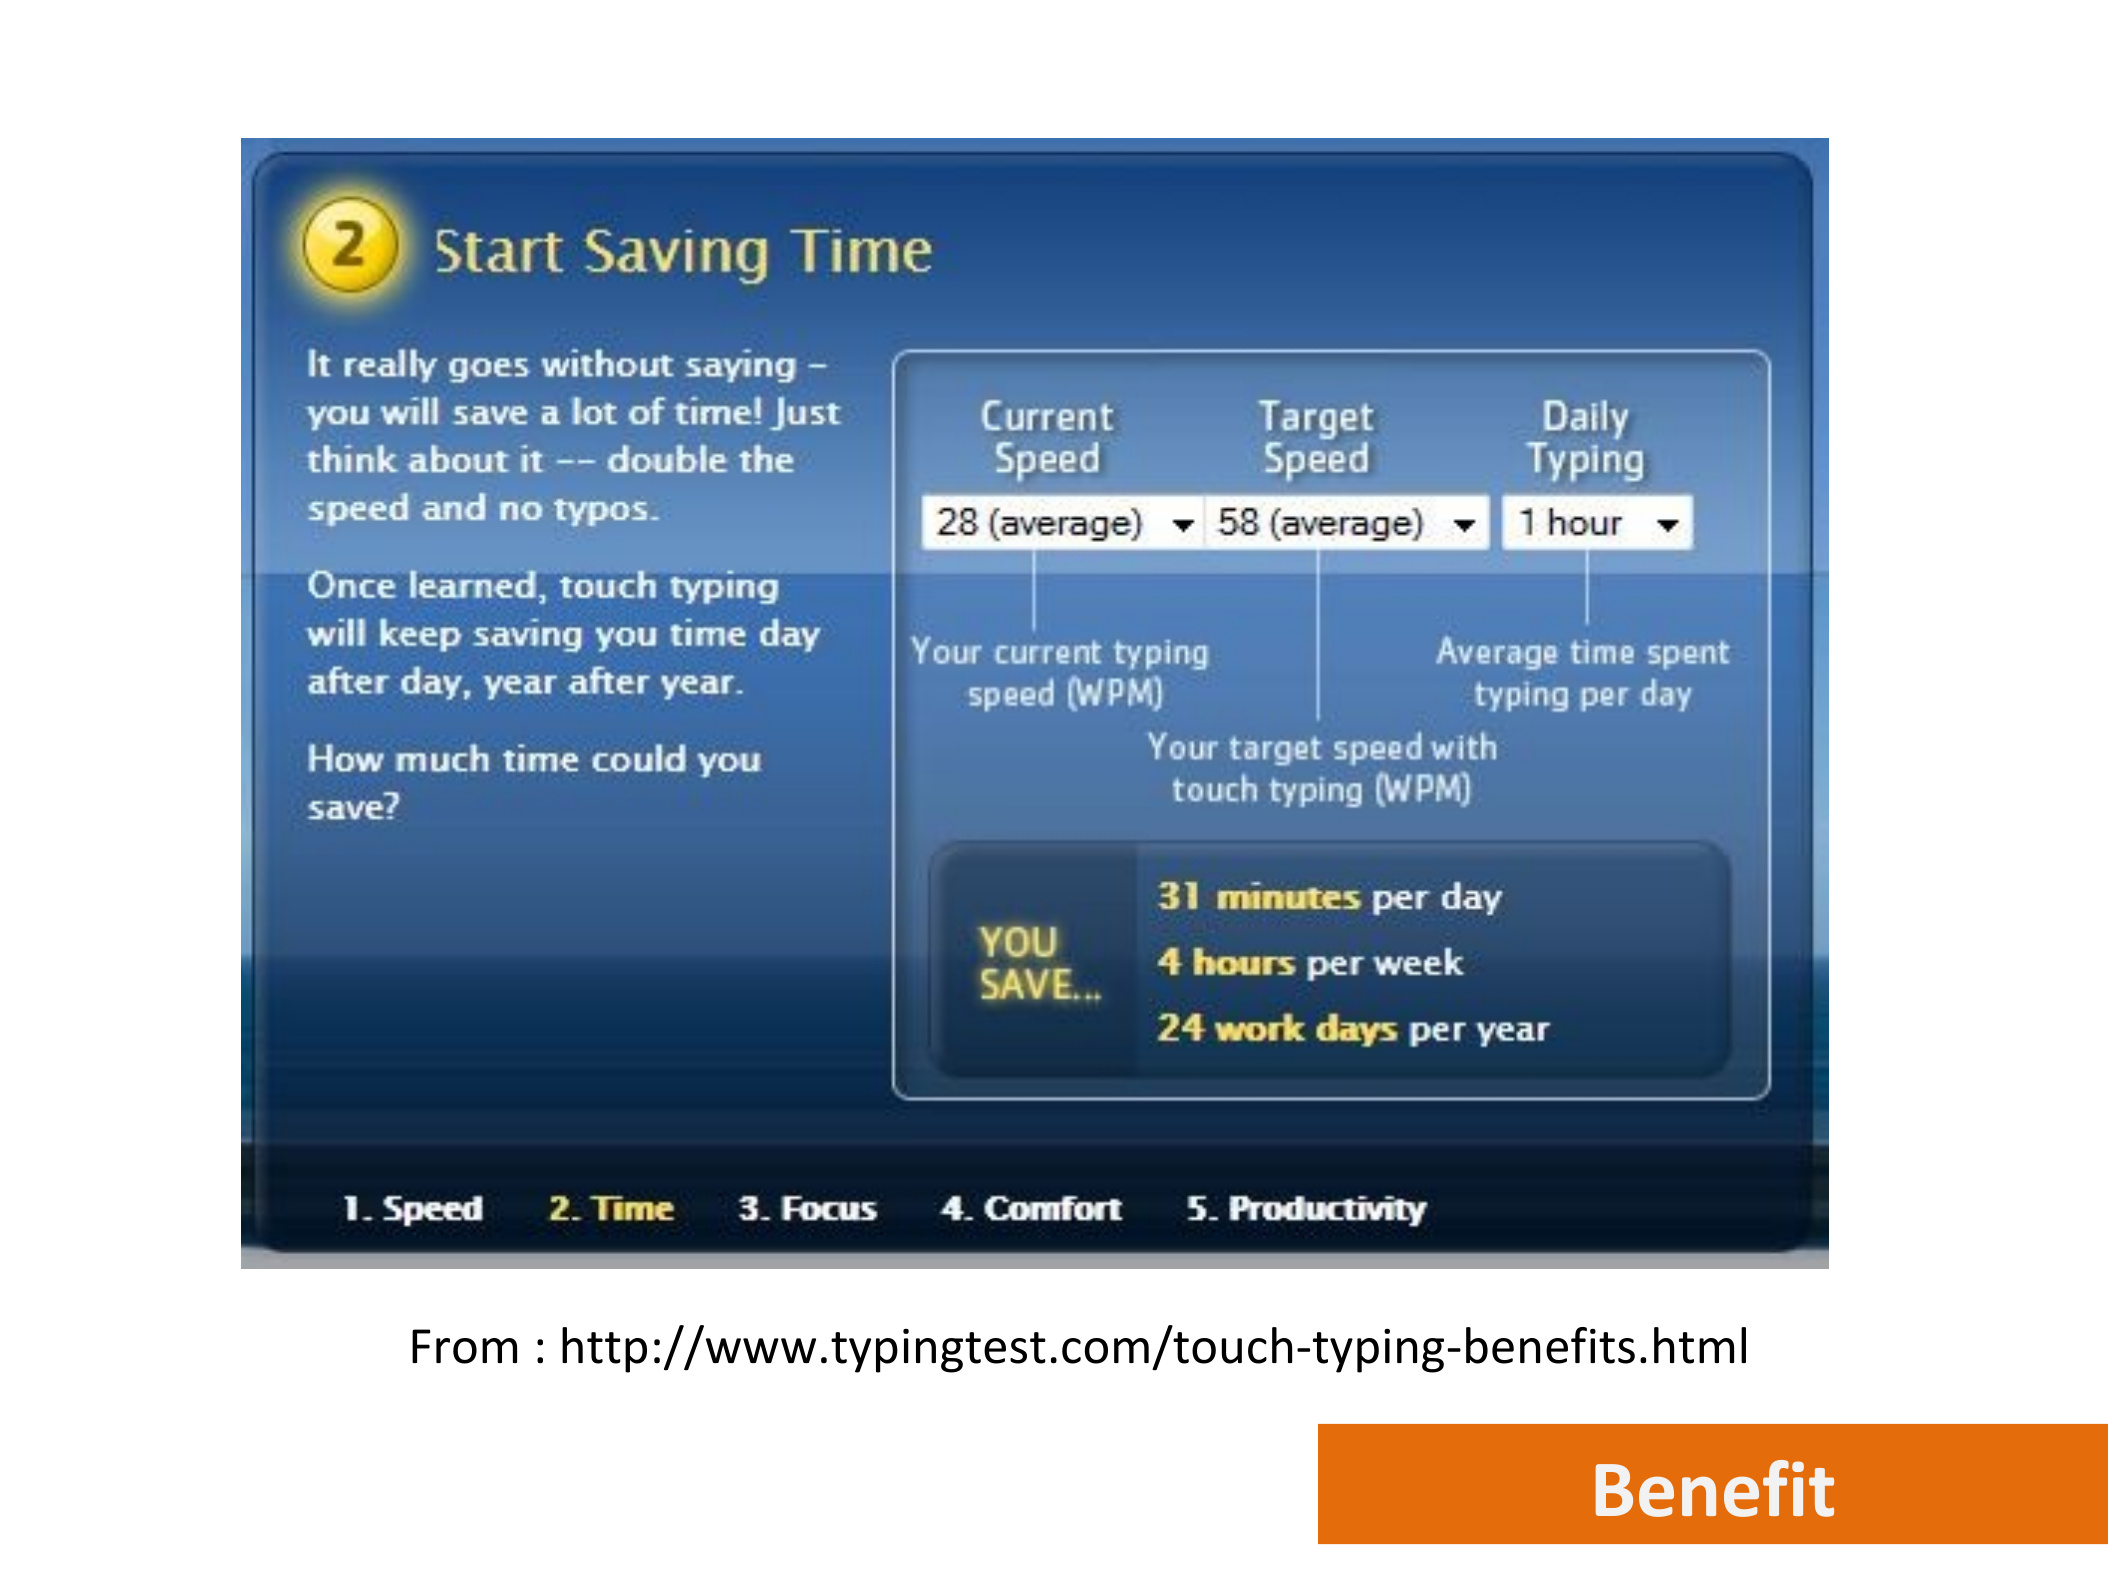 2 Start Saving Time
It really goes without saying –
you will save a lot of time! Just
think about it -- double the
speed and no typos.
Once learned, touch typing
will keep saving you time day
after day, year after year.
How much time could you
save?
Current Speed
Target Speed
Daily Typing
28 (average) 58 (average) 1 hour
Your current typing
speed (WPM)
Average time spent
typing per day
Your target speed with
touch typing (WPM)
YOU
SAVE...
31 minutes per day
4 hours per week
24 work days per year
1. Speed 2. Time 3. Focus 4. Comfort 5. Productivity
From : http://www.typingtest.com/touch-typing-benefits.html
Benefit